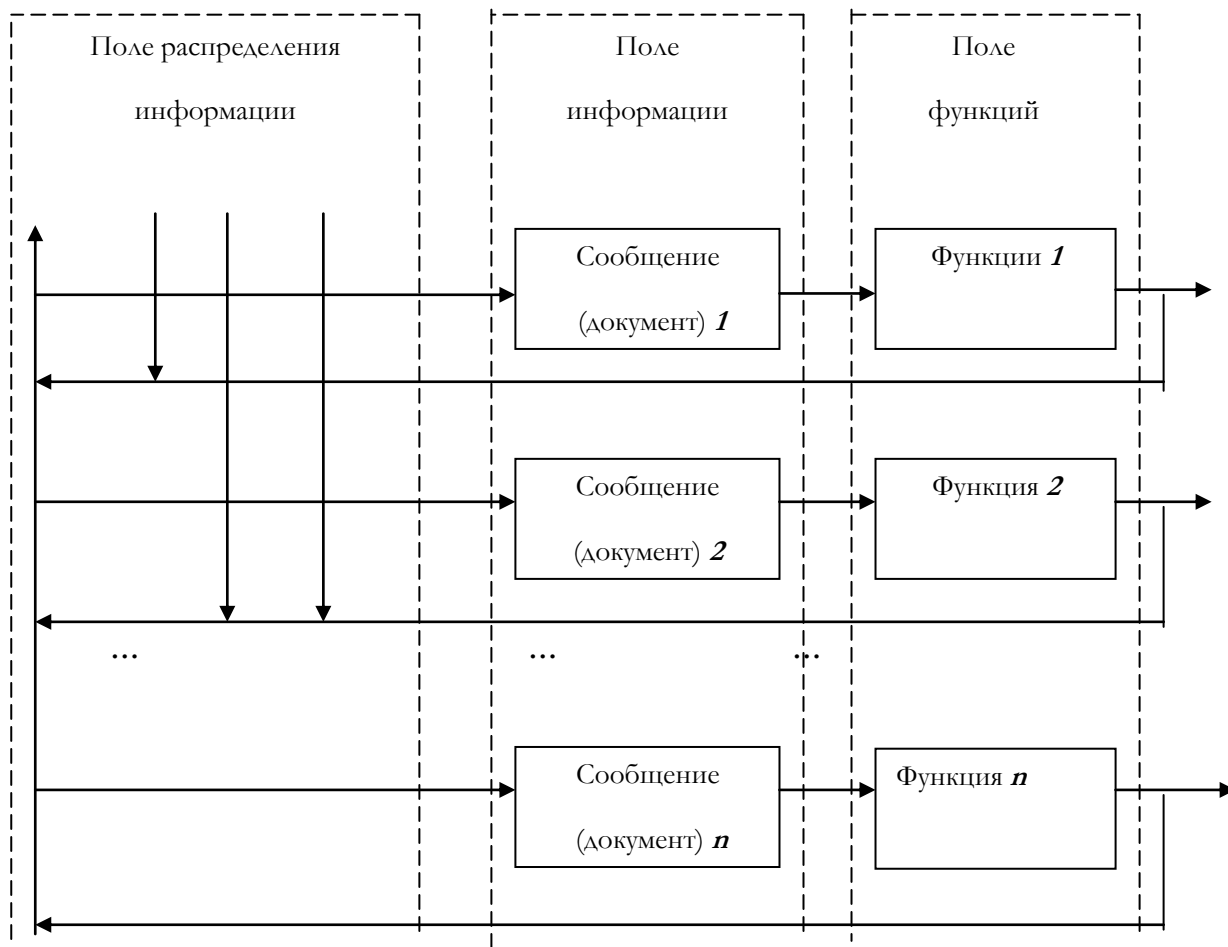 Поле распределения
информации
Поле
информации
Поле
функций
Сообщение
(документ) 1
Функции 1
Сообщение
(документ) 2
Функция 2
...
...
...
Сообщение
(документ) n
Функция n